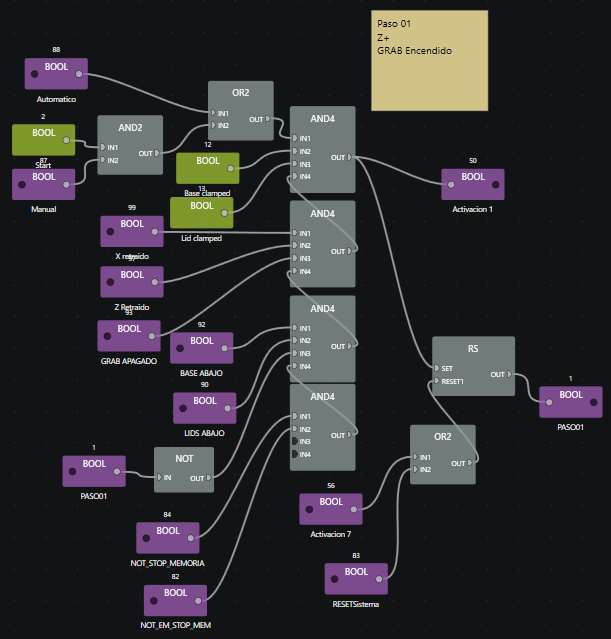 Paso 01
Z+
GRAB Encendido
88
BOOL
Automatico
OR2
IN1
IN2
OUT
AND4
IN1
IN2
IN3
IN4
OUT
2
BOOL
Start
AND2
IN1
IN2
OUT
87
BOOL
Manual
12
BOOL
Base clamped
13
BOOL
Lid clamped
50
BOOL
Activacion 1
99
BOOL
X retraido
AND4
IN1
IN2
IN3
IN4
OUT
BOOL
Z Retraido
93
BOOL
GRAB APAGADO
92
BOOL
BASE ABAJO
AND4
IN1
IN2
IN3
IN4
OUT
RS
SET
RESET1
OUT
90
BOOL
LIDS ABAJO
AND4
IN1
IN2
IN3
IN4
OUT
1
BOOL
PASO01
1
BOOL
PASO01
NOT
IN
OUT
OR2
IN1
IN2
OUT
56
BOOL
Activacion 7
84
BOOL
NOT_STOP_MEMORIA
83
BOOL
RESETSistema
82
BOOL
NOT_EM_STOP_MEM